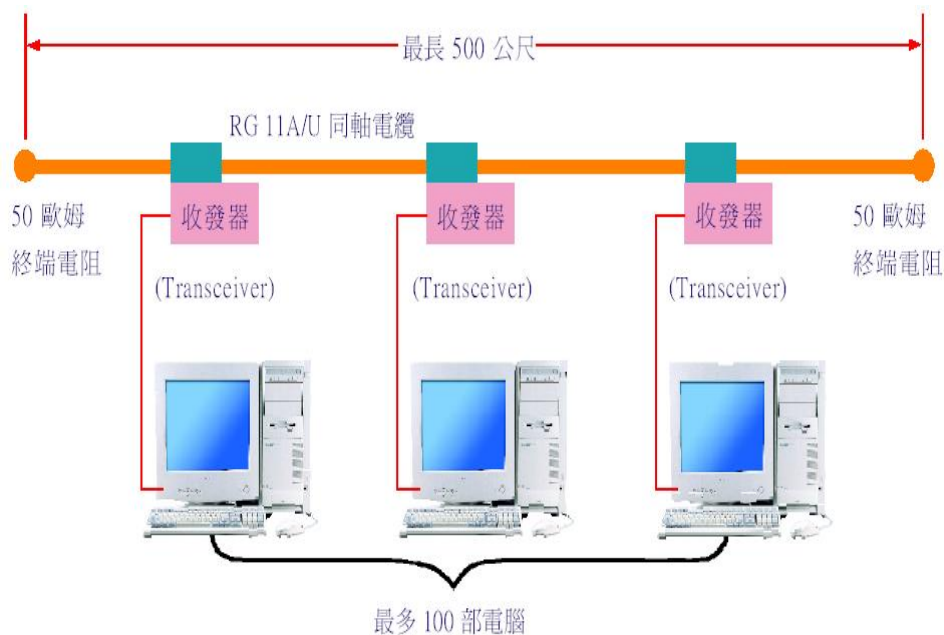 最長 500 公尺
RG 11A/U 同軸電纜
50 歐姆
終端電阻
收發器
(Transceiver)
收發器
(Transceiver)
收發器
(Transceiver)
50 歐姆
終端電阻
最多 100 部電腦